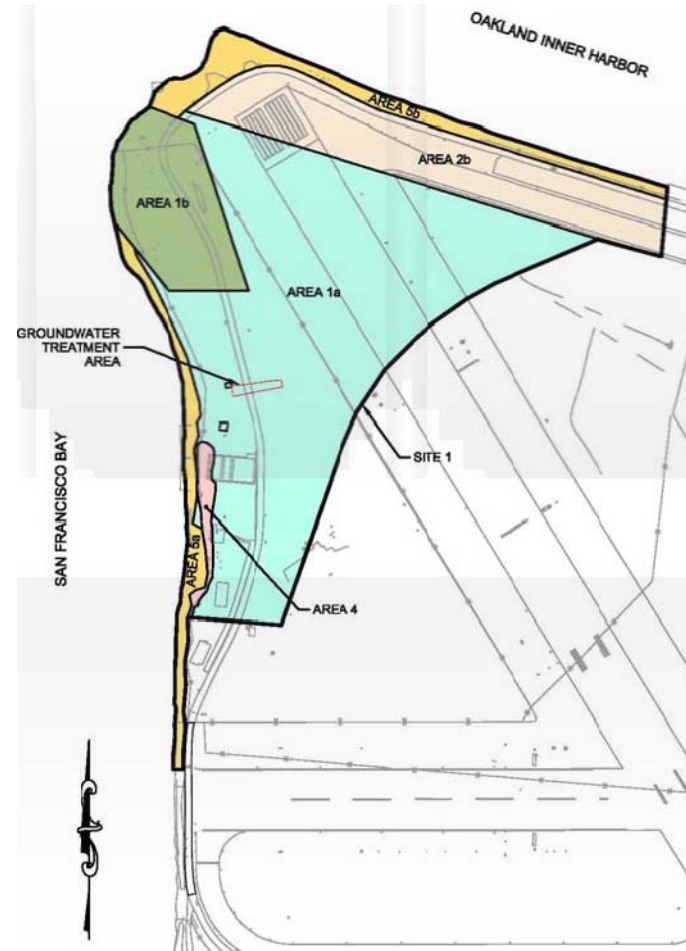 OAKLAND INNER HARBOR
AREA 5b
AREA 2b
AREA 1b
AREA 1a
GROUNDWATER
TREATMENT
AREA
SITE 1
SAN FRANCISCO BAY
AREA 5a
AREA 4